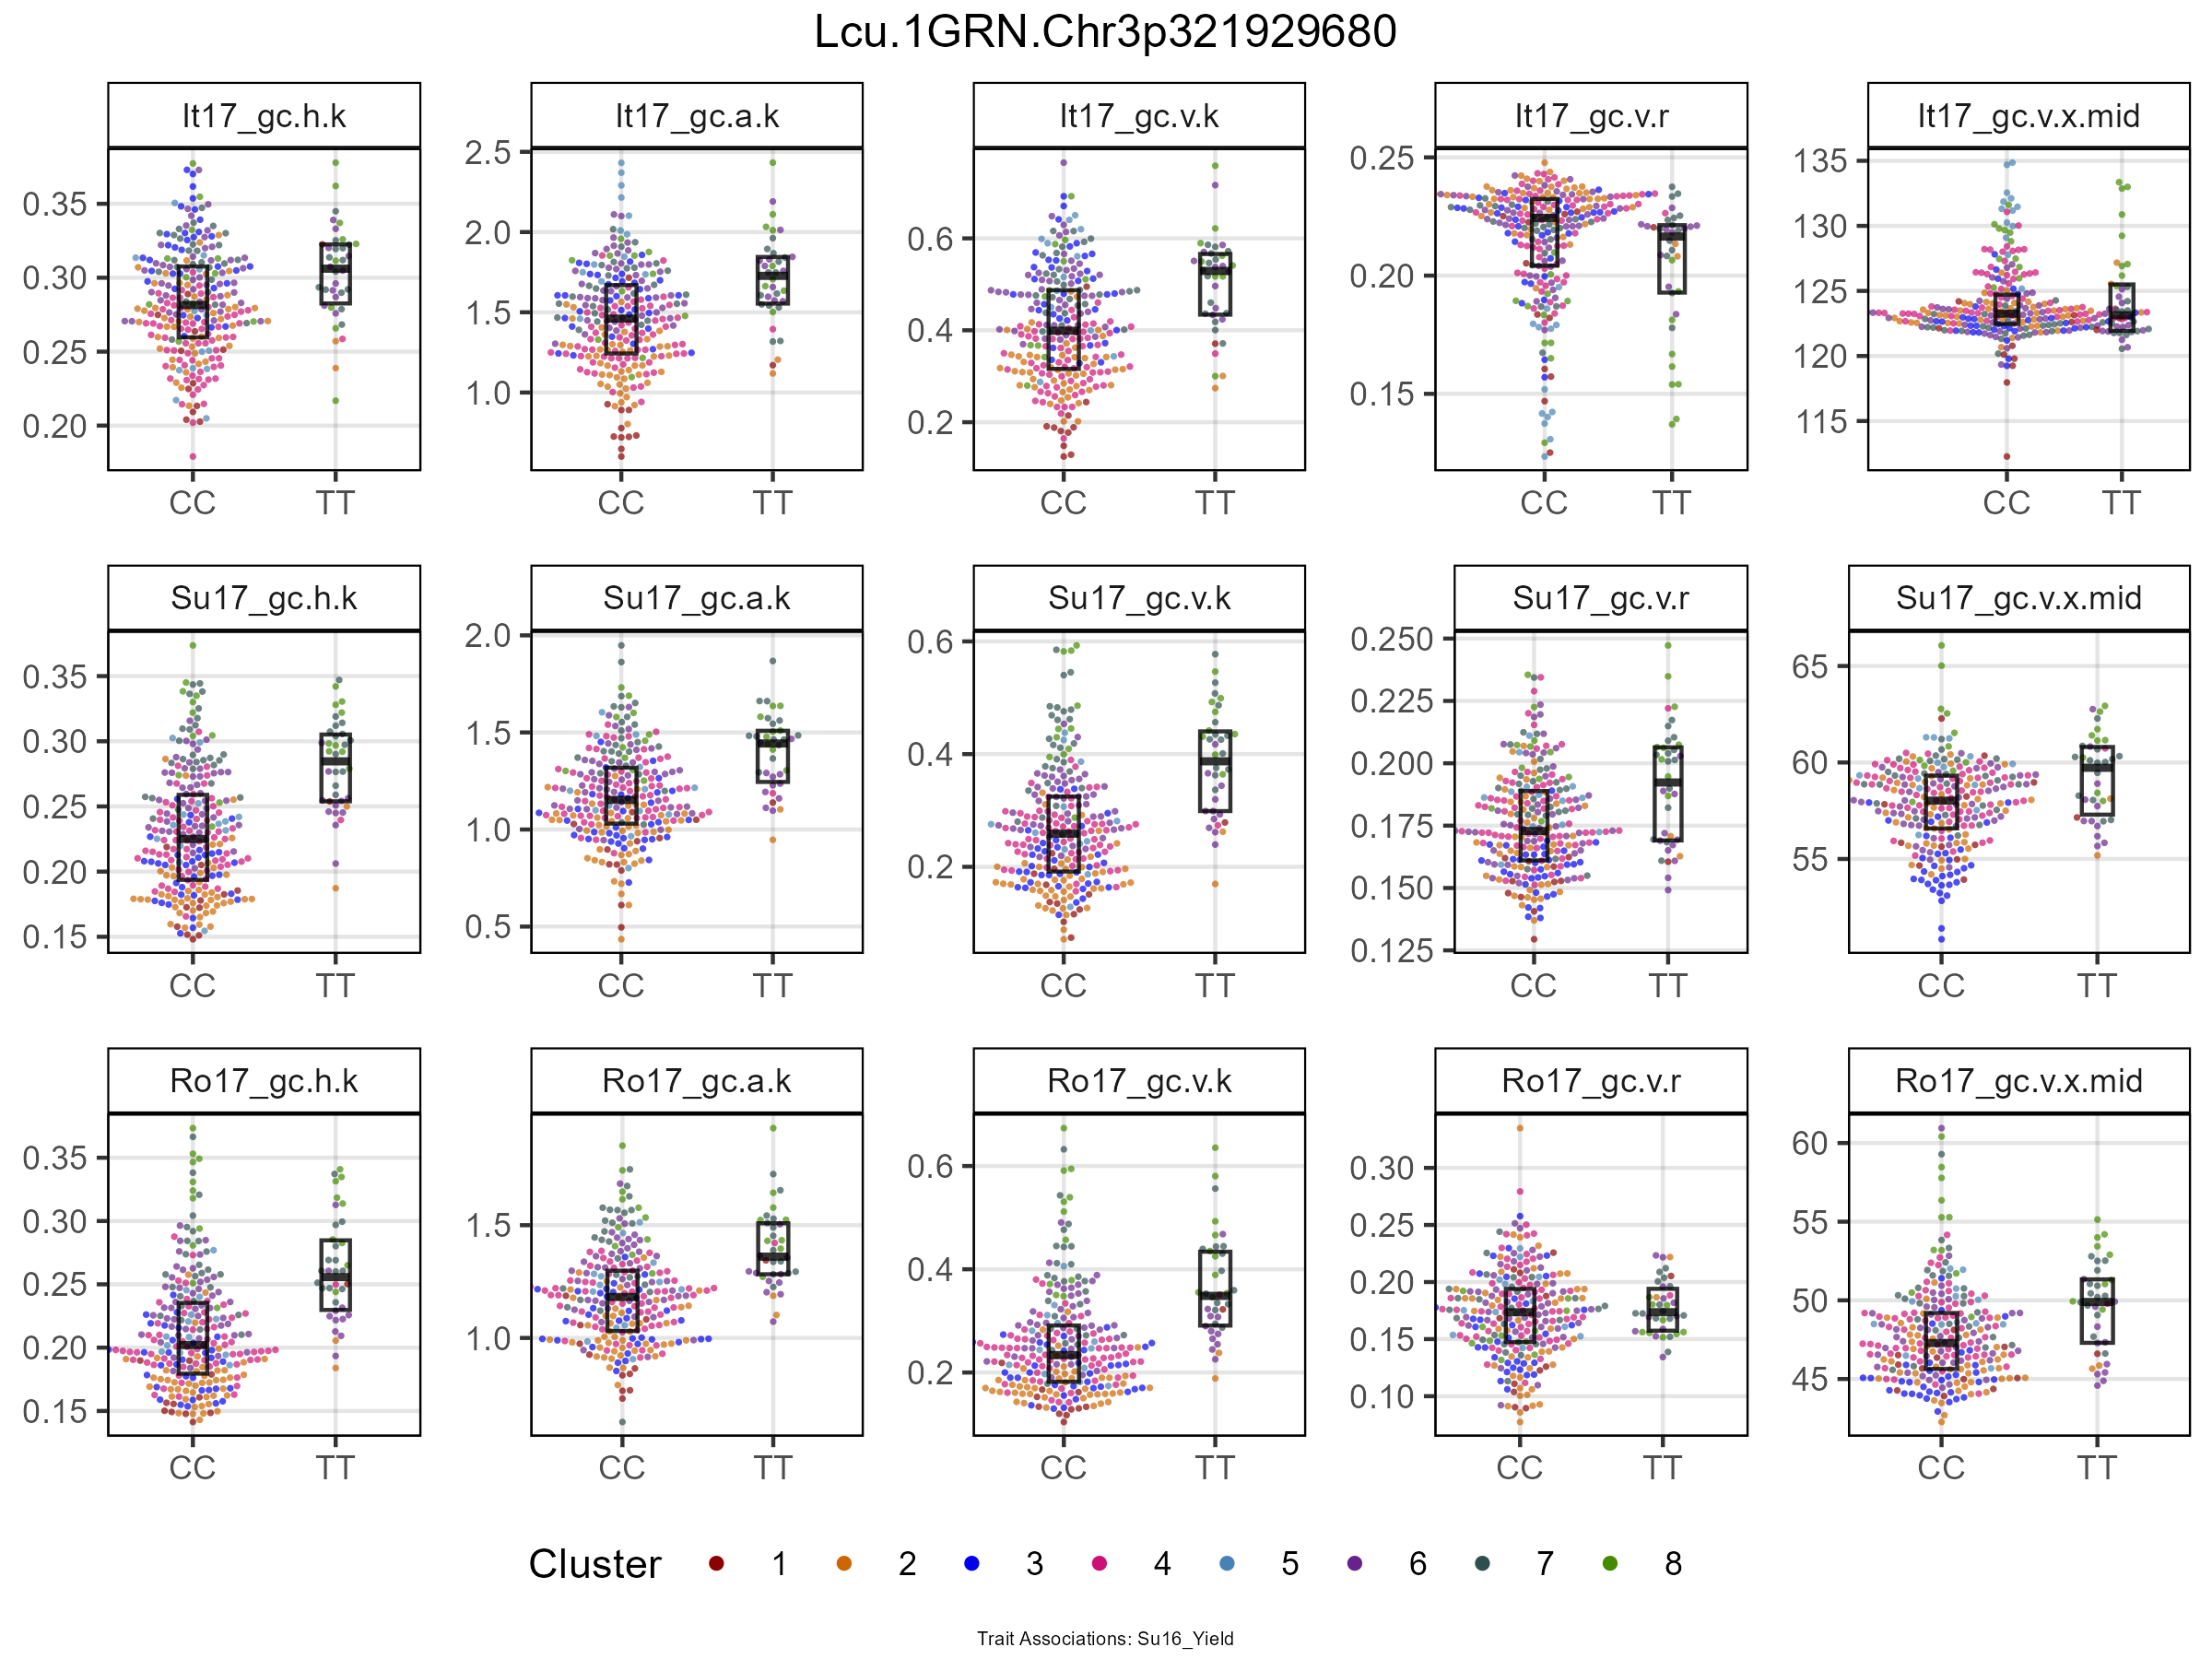 Lcu.1GRN.Chr3p321929680
It17_gc.h.k It17_gc.a.k It17_gc.v.k It17_gc.v.r It17_gc.v.x.mid
0.35 0.30 0.25 0.20
2.5 2.0 1.5 1.0
0.6 0.4 0.2
0.25 0.20 0.15
135 130 125 120 115
CC TT CC TT CC TT CC TT CC TT
Su17_gc.h.k Su17_gc.a.k Su17_gc.v.k Su17_gc.v.r Su17_gc.v.x.mid
0.35 0.30 0.25 0.20 0.15
2.0 1.5 1.0 0.5
0.6 0.4 0.2
0.250 0.225 0.200 0.175 0.150 0.125
65 60 55
CC TT CC TT CC TT CC TT CC TT
Ro17_gc.h.k Ro17_gc.a.k Ro17_gc.v.k Ro17_gc.v.r Ro17_gc.v.x.mid
0.35 0.30 0.25 0.20 0.15
1.5 1.0
0.6 0.4 0.2
0.30 0.25 0.20 0.15 0.10
60 55 50 45
CC TT CC TT CC TT CC TT CC TT
Cluster 1 2 3 4 5 6 7 8
Trait Associations: Su16_Yield